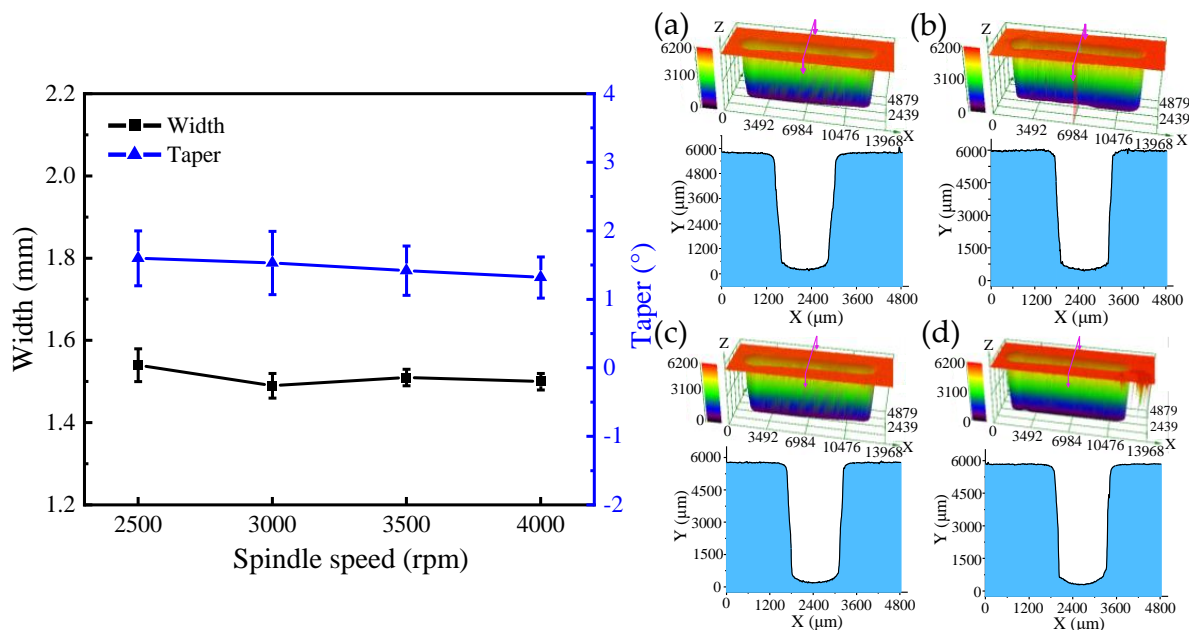 2.2
2.0
1.8
1.6
1.4
1.2
Width (mm)
Width
Taper
4
3
2
1
0
-1
-2
Taper (°)
2500 3000 3500 4000
Spindle speed (rpm)
(a)
Z
6200
3100
0
0 3492 6984 10476 13968
4879
2439
X
6000
4800
3600
2400
1200
0
Y (μm)
0 1200 2400 3600 4800
X (μm)
(b)
Z
6200
3100
0
0 3492 6984 10476 13968
4879
2439
X
6000
4500
3000
1500
0
Y (μm)
0 1200 2400 3600 4800
X (μm)
(c)
Z
6200
3100
0
0 3492 6984 10476 13968
4879
2439
X
6000
4500
3000
1500
0
Y (μm)
0 1200 2400 3600 4800
X (μm)
(d)
Z
6200
3100
0
0 3492 6984 10476 13968
4879
2439
X
6000
4500
3000
1500
0
Y (μm)
0 1200 2400 3600 4800
X (μm)